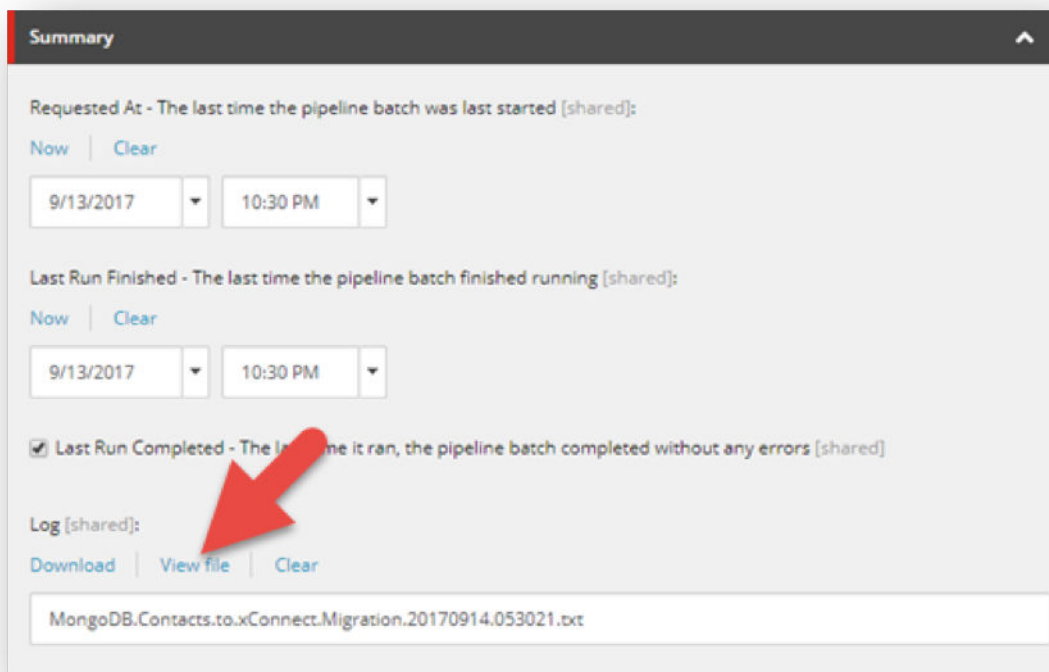 Summary
Requested At - The last time the pipeline batch was last started [shared]:
Now Clear
9/13/2017 10:30 PM
Last Run Finished - The last time the pipeline batch finished running [shared]:
Now Clear
9/13/2017 10:30 PM
Last Run Completed - The me it ran, the pipeline batch completed without any errors [shared]
Log [shared]:
Download View file Clear
MongoDB.Contacts.to.xConnect.Migration.20170914.053021.txt